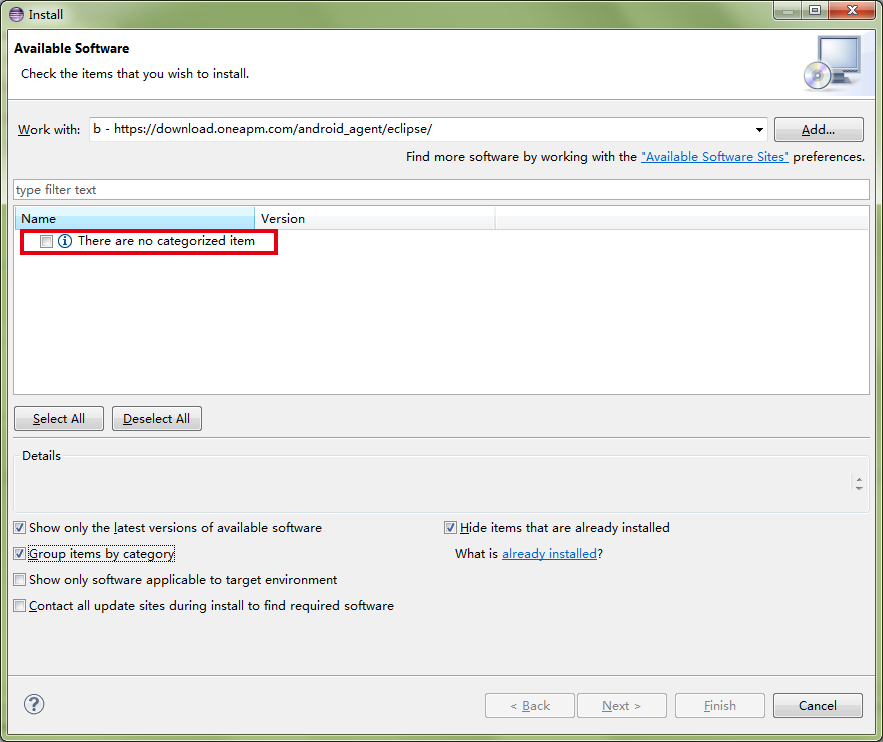 Install
Available Software
Check the items that you wish to install.
Work with: b - https://download.oneapm.com/android_agent/eclipse/ Add...
Find more software by working with the "Available Software Sites" preferences.
type filter text
Name Version
There are no categorized item
Select All Deselect All
Details
Show only the latest versions of available software Hide items that are already installed
Group items by category What is already installed?
Show only software applicable to target environment
Contact all update sites during install to find required software
? < Back Next > Finish Cancel